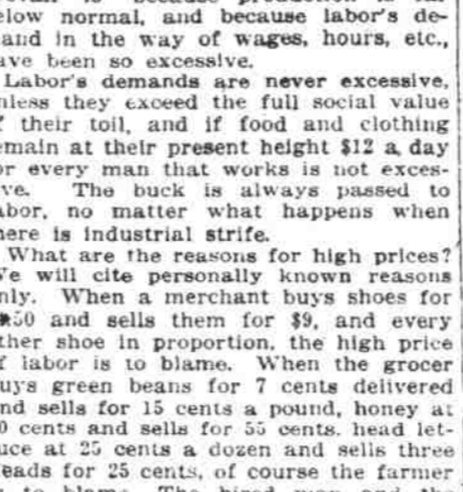 elow normal, and because labor's de-
and in the way of wages, hours, etc.,
ave been so excessive.
Labor's demands are never excessive,
nless they exceed the full social value
f their toil, and if food and clothing
emain at their present height $12 a day
or every man that works is not exces-
ve. The buck is always passed to
abor, no matter what happens when
here is industrial strife.
What are the reasons for high prices?
e will cite personally known reasons
nly. When a merchant buys shoes for
50 and sells them for $9, and every
ther shoe in proportion, the high price
f labor is to blame. When the grocer
uys green beans for 7 cents delivered
nd sells for 15 cents a pound, honey at
0 cents and sells for 55 cents. head let-
uce at 25 cents a dozen and sells three
eads for 25 cents, of course the farmer